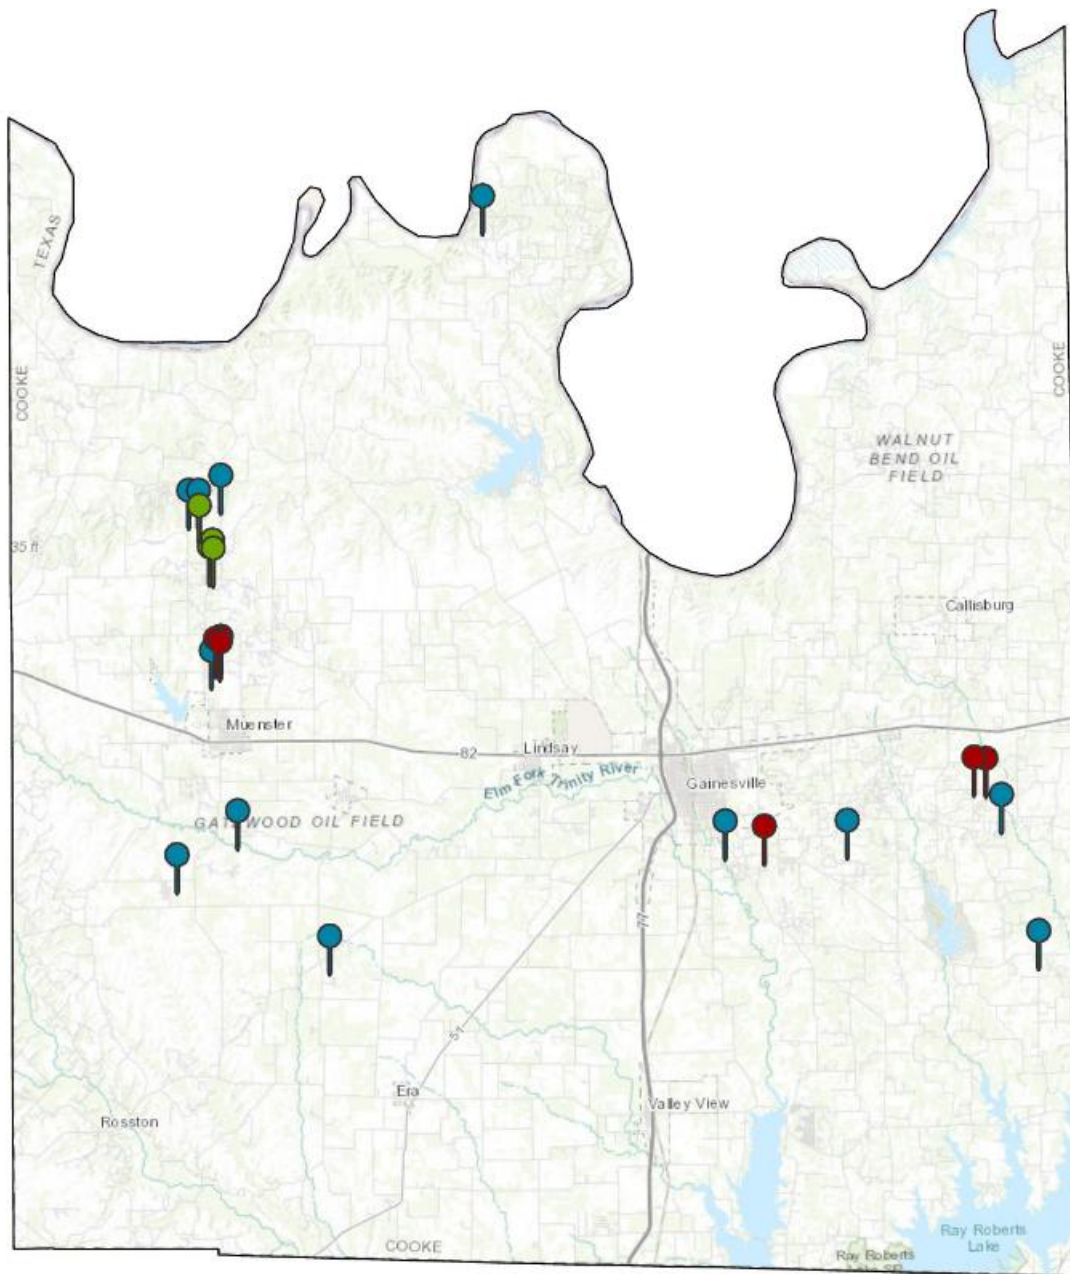 TEXAS
COOKE
COOKE
WALNUT
BEND OIL
FIELD
35 ft
Callisburg
Muenster
82
Lindsay
Elm Fork Trinity River
Gainesville
OIL FIELD
77
51
Era
Valley View
Rosston
COOKE
Ray Roberts
Lake
Ray Roberts